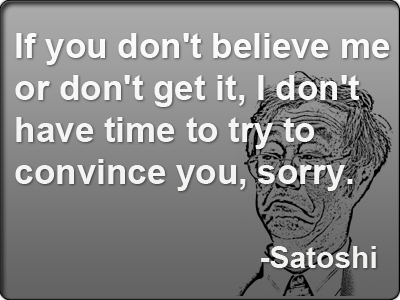 If you don't believe me
or don't get it, I don't
have time to try to
convince you, sorry.
-Satoshi